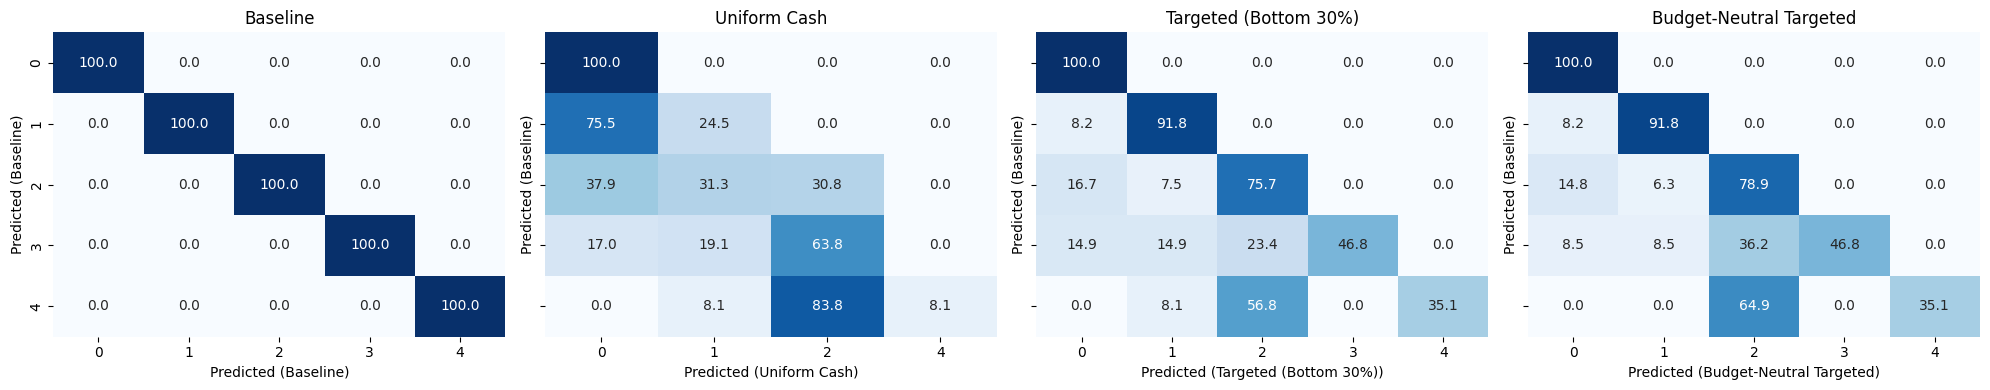 Baseline
Uniform Cash
Targeted (Bottom 30%)
Budget-Neutral Targeted
Predicted (Baseline)
0 100.0 0.0 0.0 0.0 0.0
1 0.0 100.0 0.0 0.0 0.0
2 0.0 0.0 100.0 0.0 0.0
3 0.0 0.0 0.0 100.0 0.0
4 0.0 0.0 0.0 0.0 100.0
0 1 2 3 4
Predicted (Baseline)
Predicted (Baseline)
100.0 0.0 0.0 0.0
75.5 24.5 0.0 0.0
37.9 31.3 30.8 0.0
17.0 19.1 63.8 0.0
0.0 8.1 83.8 8.1
0 1 2 4
Predicted (Uniform Cash)
Predicted (Baseline)
100.0 0.0 0.0 0.0 0.0
8.2 91.8 0.0 0.0 0.0
16.7 7.5 75.7 0.0 0.0
14.9 14.9 23.4 46.8 0.0
0.0 8.1 56.8 0.0 35.1
0 1 2 3 4
Predicted (Targeted (Bottom 30%))
Predicted (Baseline)
100.0 0.0 0.0 0.0 0.0
8.2 91.8 0.0 0.0 0.0
14.8 6.3 78.9 0.0 0.0
8.5 8.5 36.2 46.8 0.0
0.0 0.0 64.9 0.0 35.1
0 1 2 3 4
Predicted (Budget-Neutral Targeted)